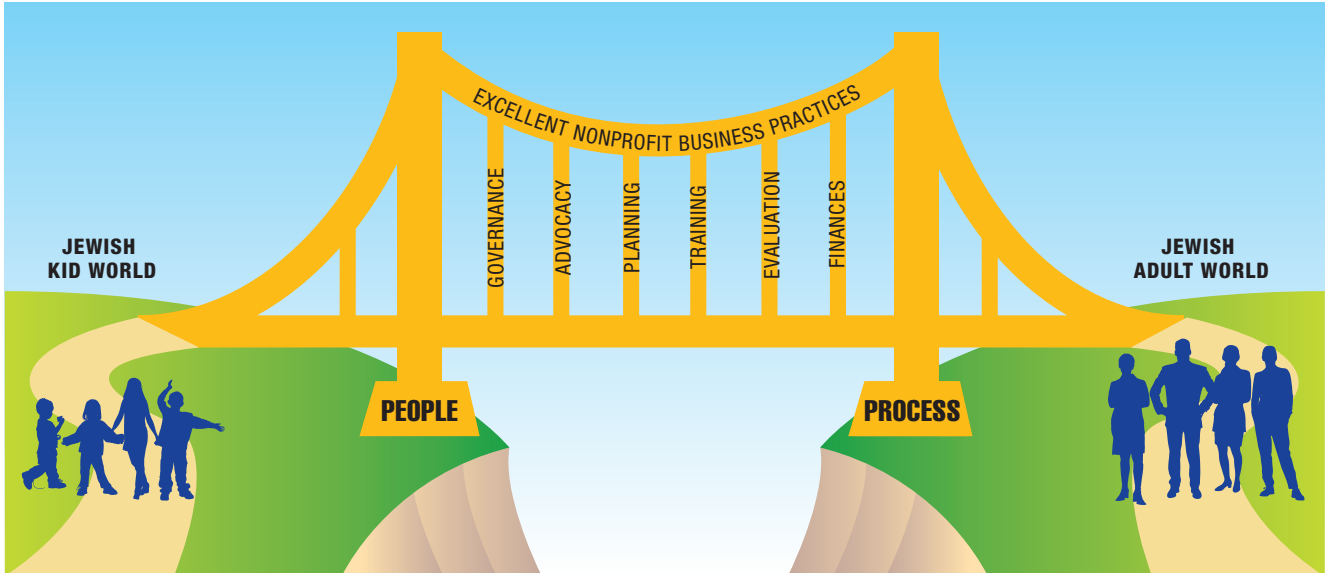 EXCELLENT NONPROFIT BUSINESS PRACTICES
GOVERNANCE
ADVOCACY
PLANNING
TRAINING
EVALUATION
FINANCES
JEWISH
KID WORLD
JEWISH
ADULT WORLD
PEOPLE
PROCESS